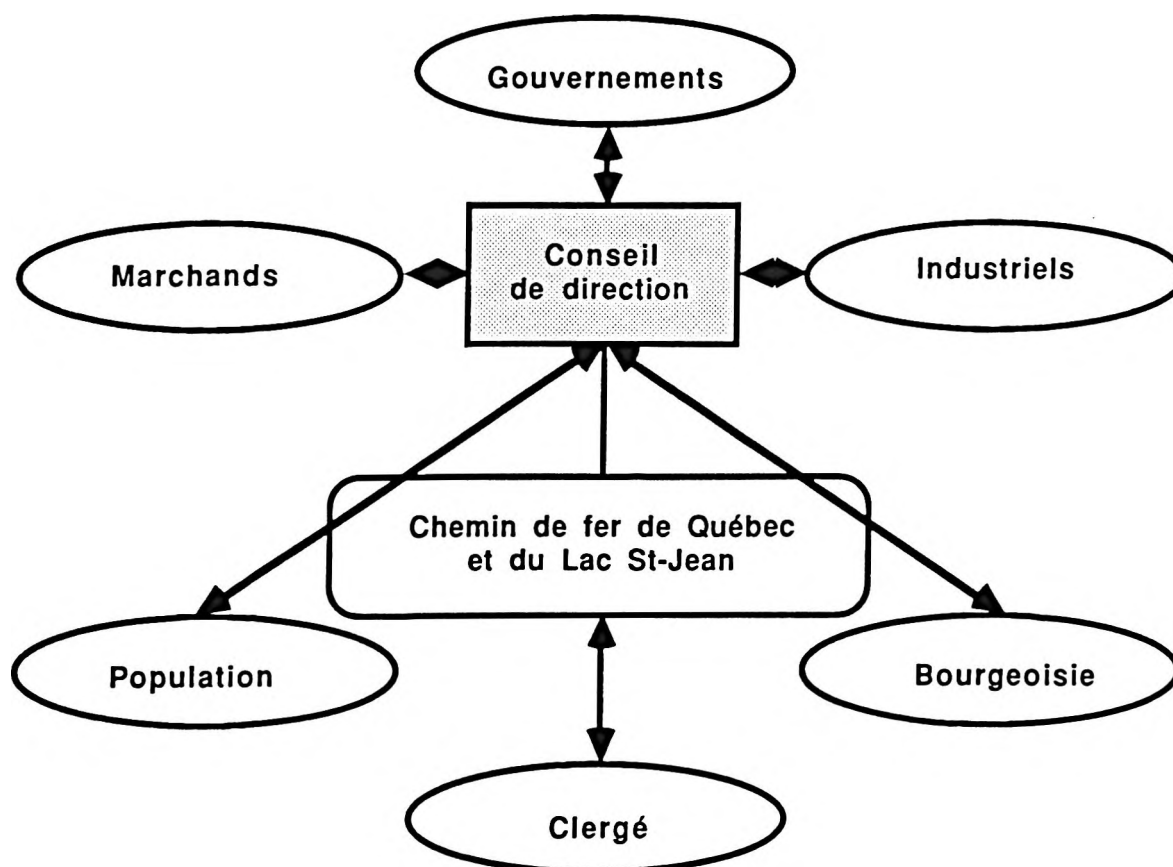 Gouvernements
Marchands
Conseil
de direction
Industriels
Chemin de fer de Québec
et du Lac St-Jean
Population
Bourgeoisie
Clergé